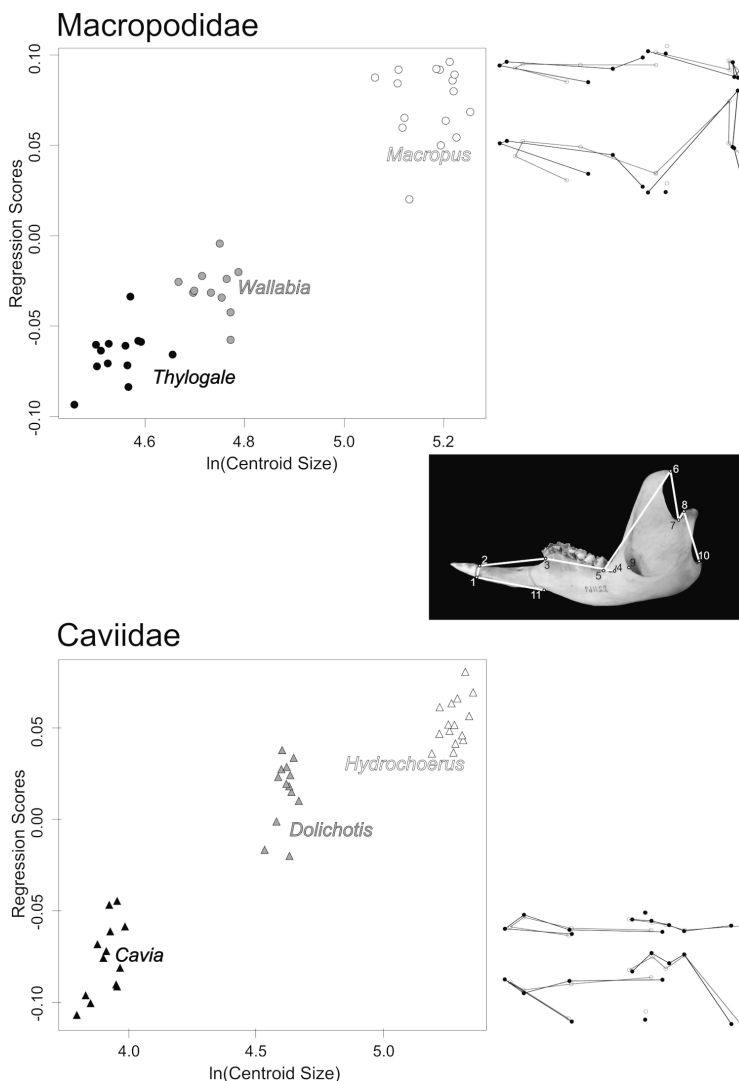 Macropodidae
0.10
0.05
0.00
-0.05
-0.10
Regression Scores
Macropus
Wallabia
Thylogale
4.6
4.8
5.0
5.2
ln(Centroid Size)
6
8
7
2
3
10
5
4
9
1
11
Caviidae
0.05
0.00
-0.05
-0.10
Regression Scores
Hydrochoerus
Dolichotis
Cavia
4.0
4.5
5.0
ln(Centroid Size)